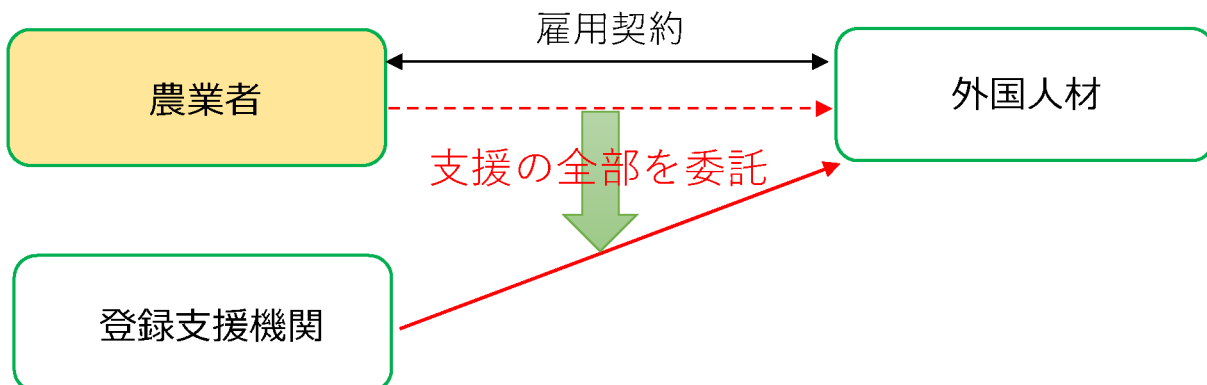 雇用契約
農業者
外国人材
支援の全部を委託
登録支援機関